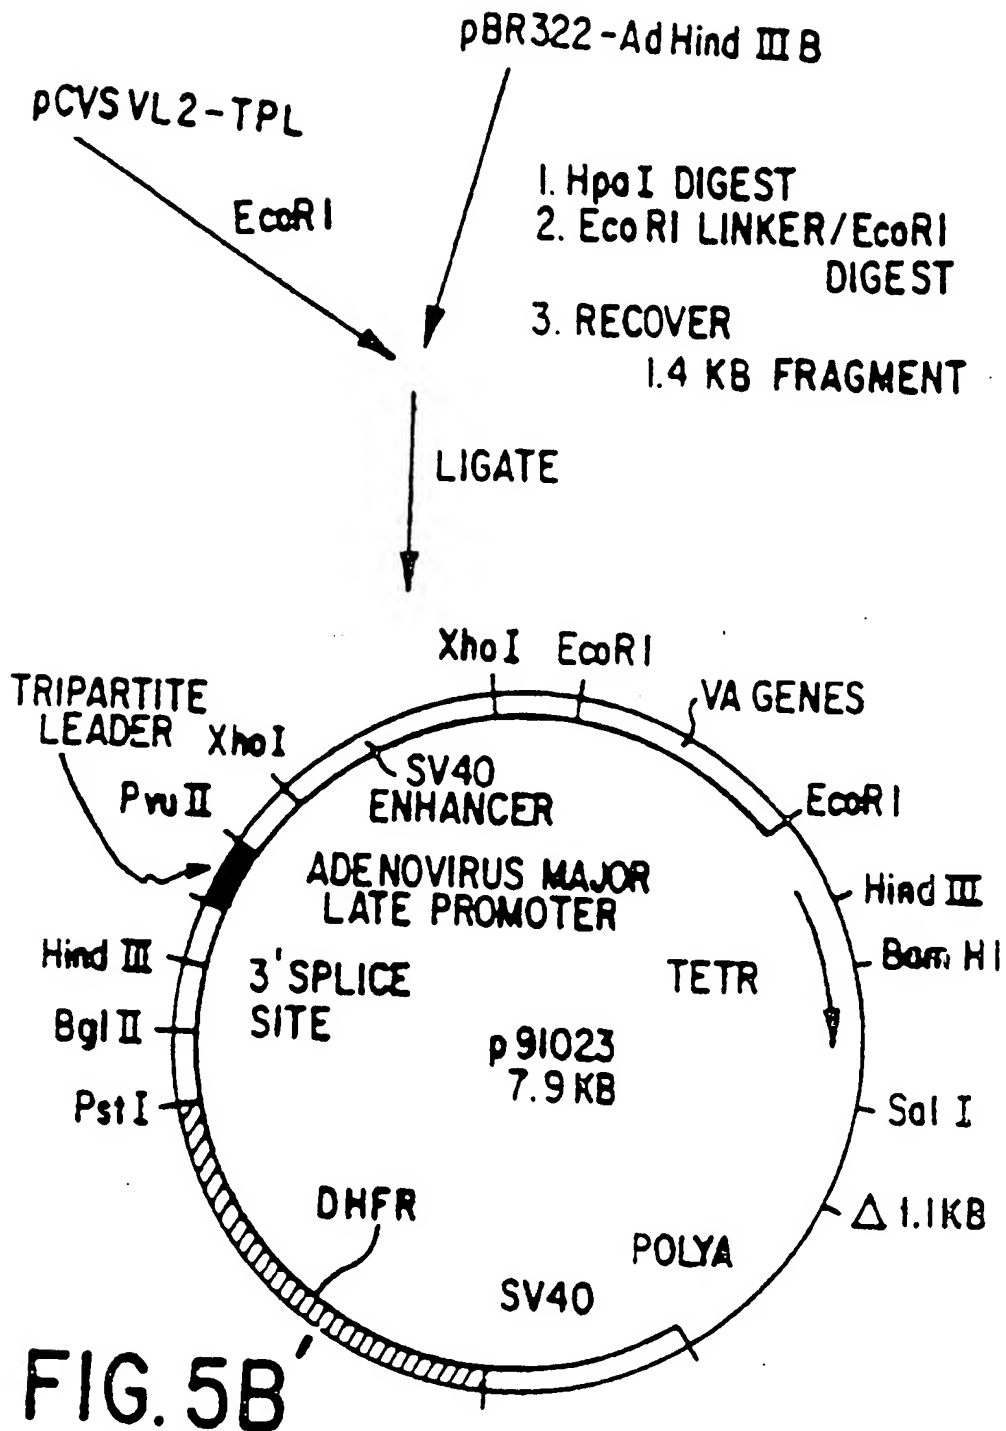 pBR322-Ad Hind III B
pCVSVL2-TPL
EcoRI
1. HpaI DIGEST
2. EcoRI LINKER/EcoRI
DIGEST
3. RECOVER
1.4 KB FRAGMENT
LIGATE
XhoI EcoRI
TRIPARTITE
LEADER
XhoI
VA GENES
PvuII
SV40
ENHANCER
EcoRI
ADENOVIRUS MAJOR
LATE PROMOTER
Hind III
Hind III
3' SPLICE
SITE
TETR
Bam HI
Bgl II
p91023
7.9 KB
PstI
Sal I
DHFR
Δ 1.1KB
POLYA
SV40
FIG. 5B